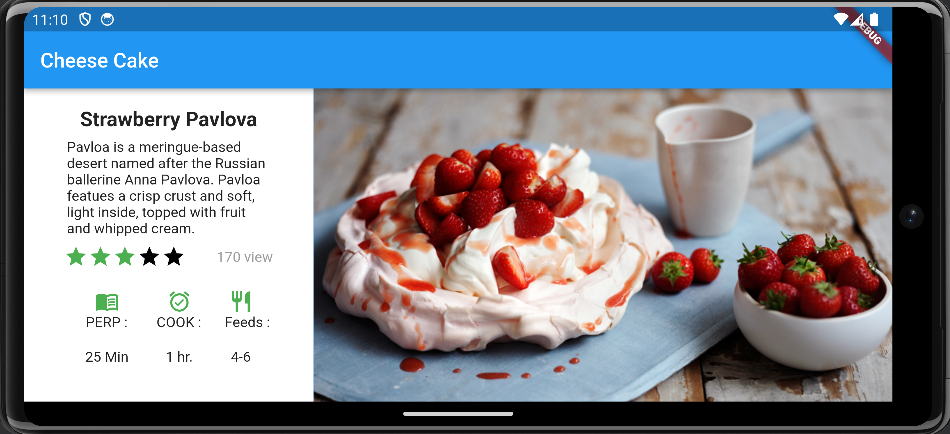 11:10
DEBUG
Cheese Cake
Strawberry Pavlova
Pavloa is a meringue-based
desert named after the Russian
ballerine Anna Pavlova. Pavloa
featues a crisp crust and soft,
light inside, topped with fruit
and whipped cream.
170 view
PERP : COOK : Feeds :
25 Min 1 hr. 4-6